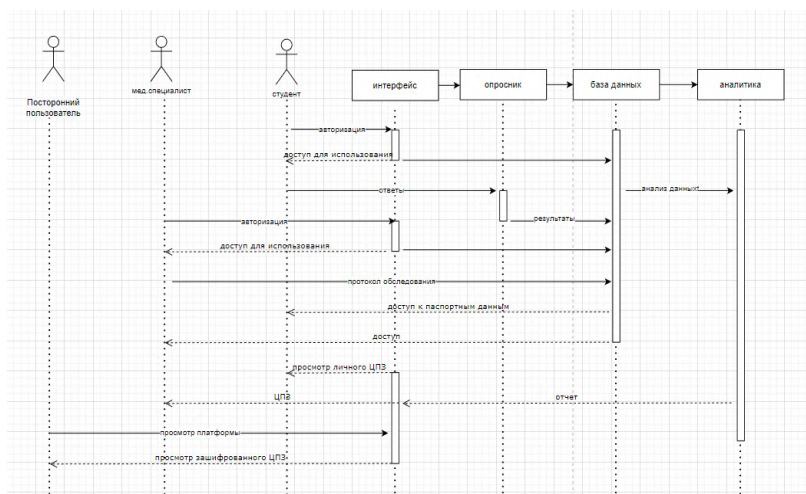 Посторонний
пользователь
мед.специалист
студент
интерфейс
опросник
база данных
аналитика
авторизация
доступ для использования
ответы
анализ данныхt
результаты
авторизация
доступ для использования
протокол обследования
доступ к паспортным данным
доступ
просмотр личного ЦПЗ
ЦПЗ
отчет
просмотр платформы
просмотр зашифрованного ЦПЗ